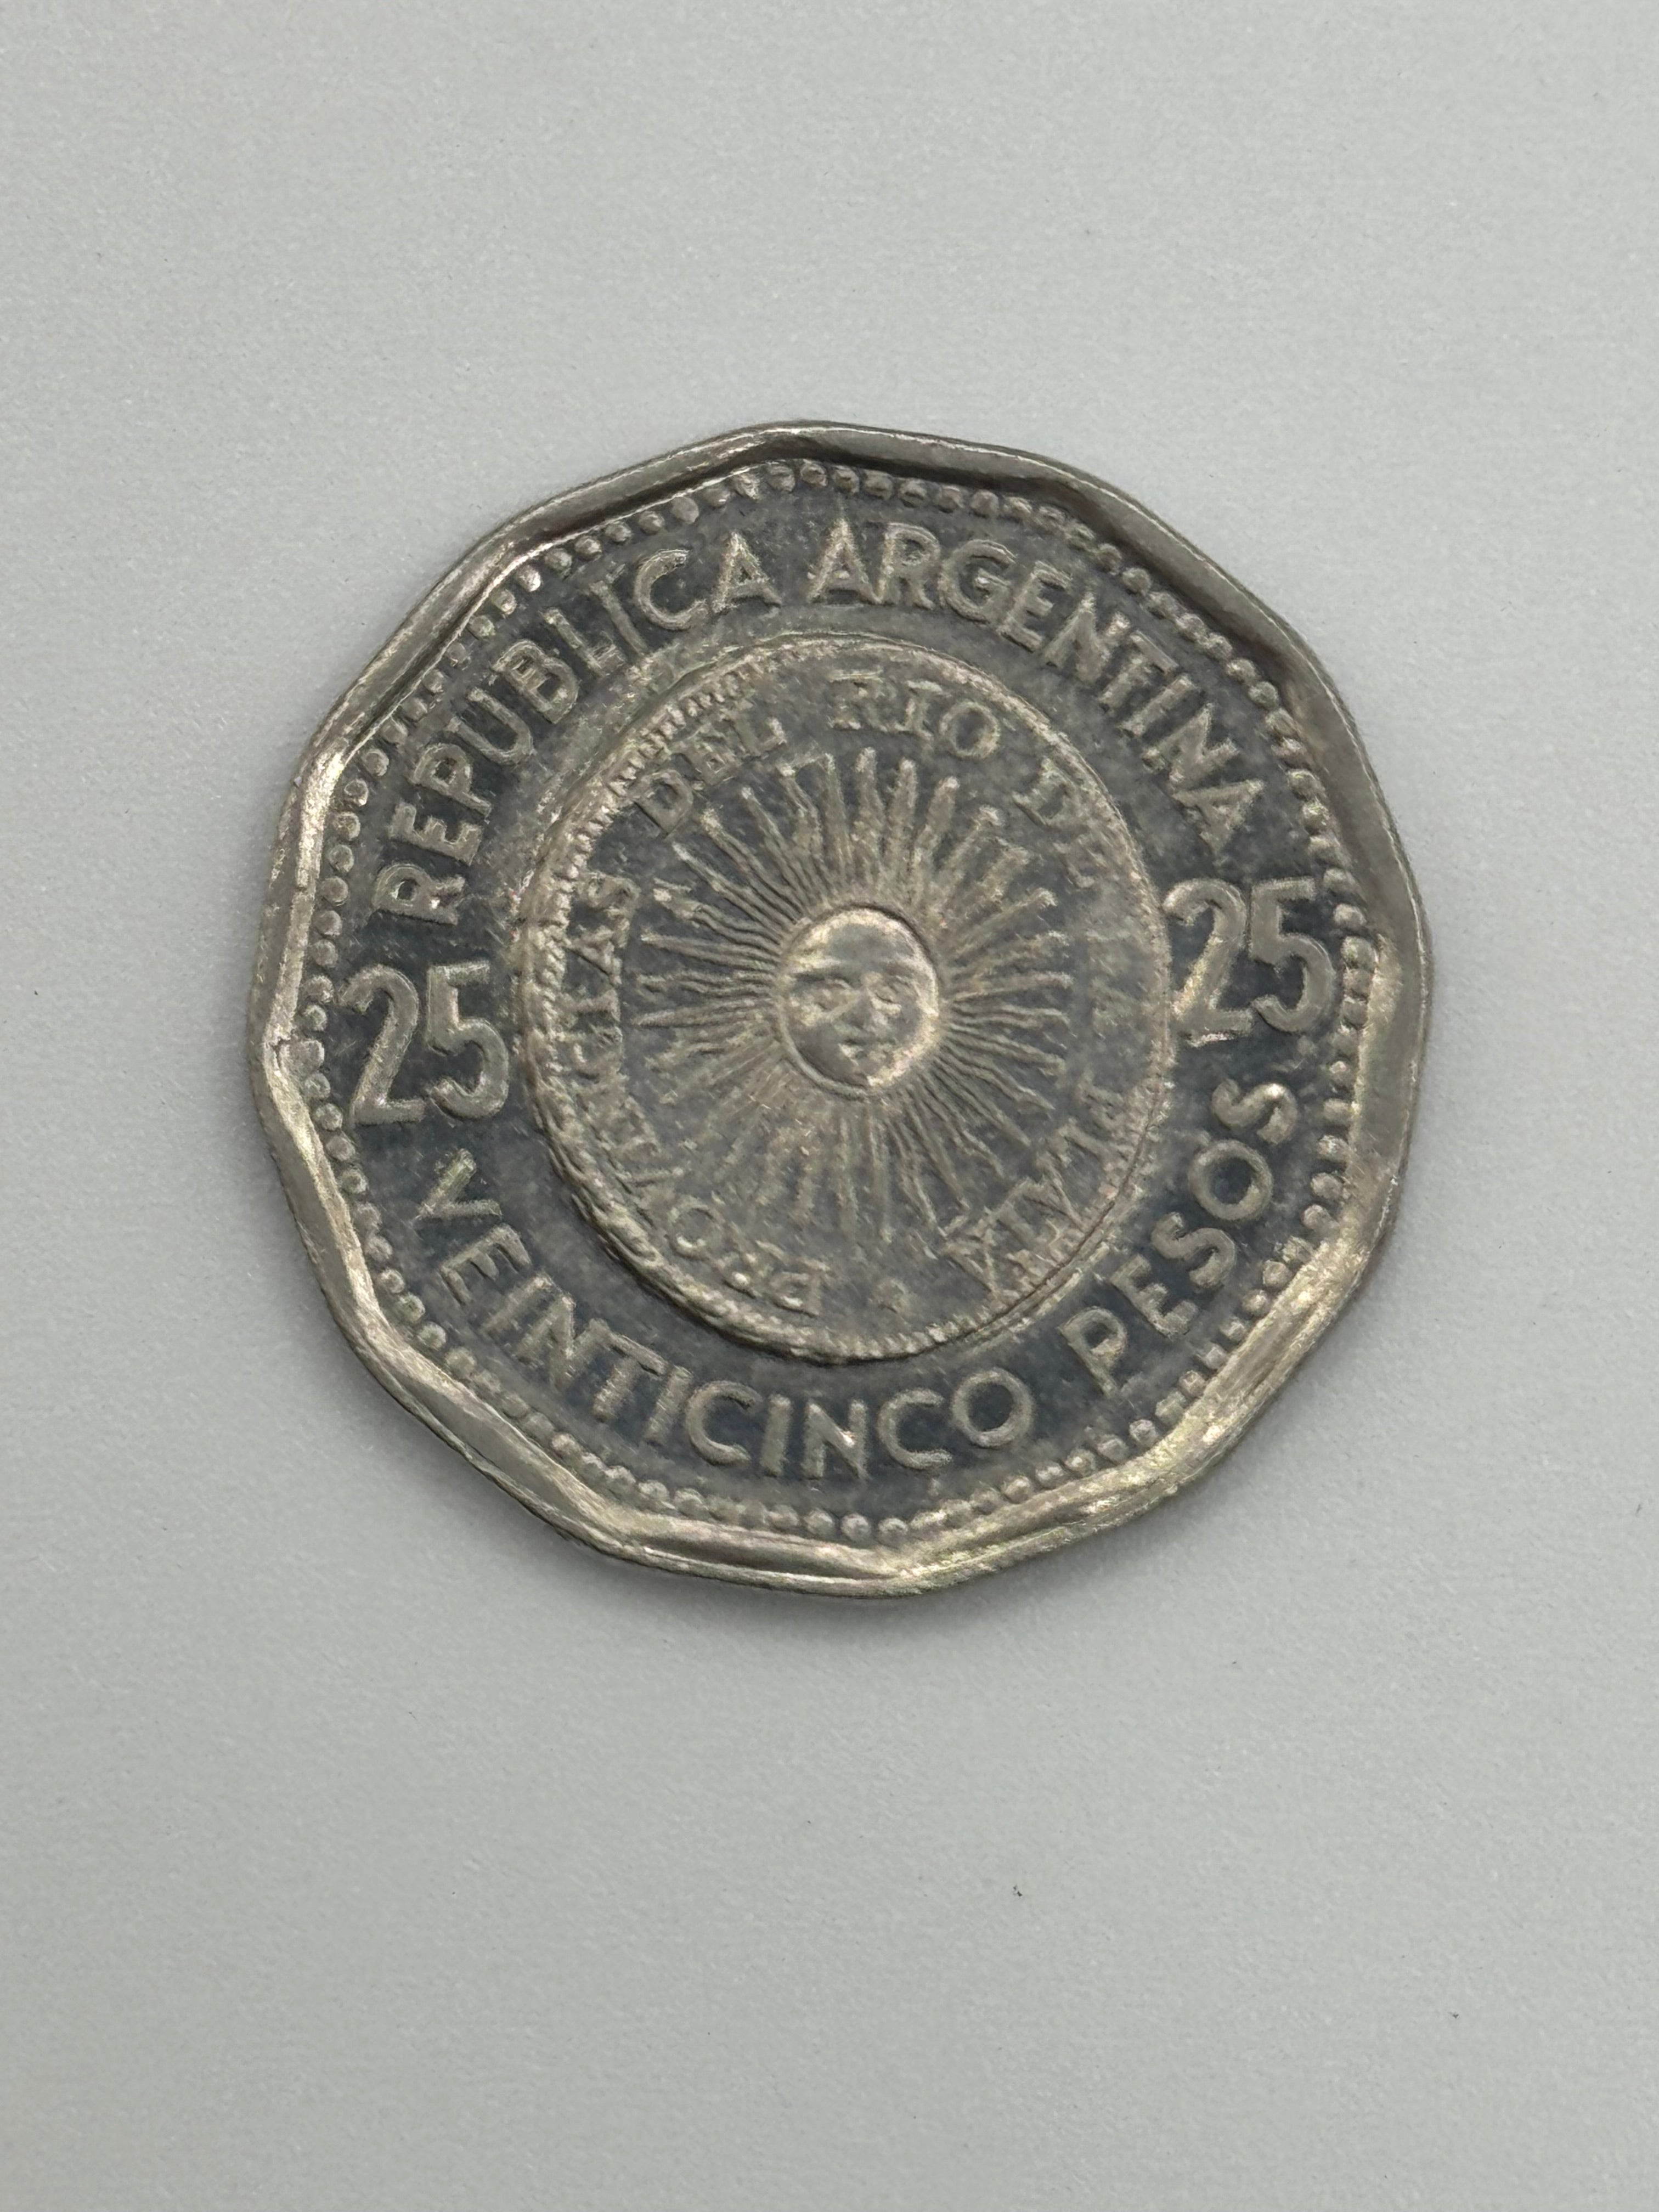 REPUBLICA ARGENTINA
25 25
VEINTICINCO PESOS
PROVINCIAS DEL RIO DE LA PLATA